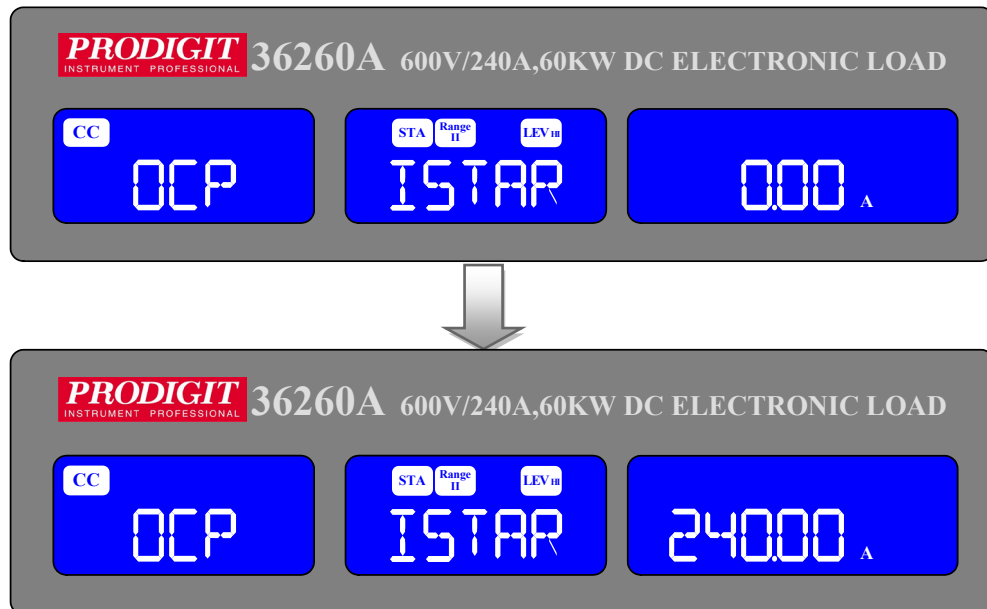 PRODIGIT 36260A 600V/240A,60KW DC ELECTRONIC LOAD
INSTRUMENT PROFESSIONAL
CC STA Range II LEV HI
OCP ISTAR 0.00 A
PRODIGIT 36260A 600V/240A,60KW DC ELECTRONIC LOAD
INSTRUMENT PROFESSIONAL
CC STA Range II LEV HI
OCP ISTAR 240.00 A